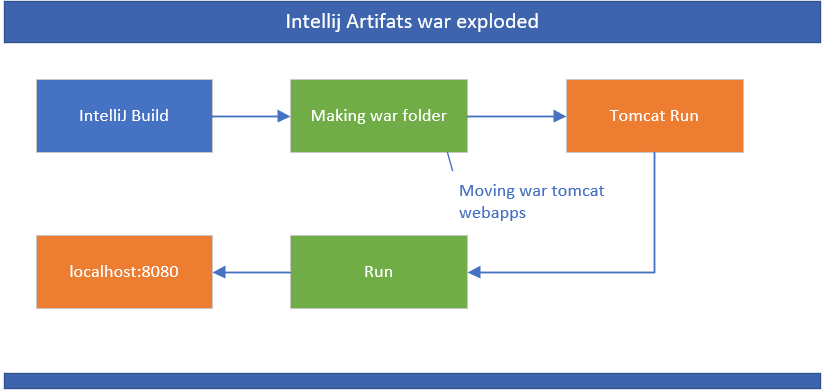 Intellij Artifats war exploded
IntelliJ Build
Making war folder
Tomcat Run
Moving war tomcat
webapps
localhost:8080
Run